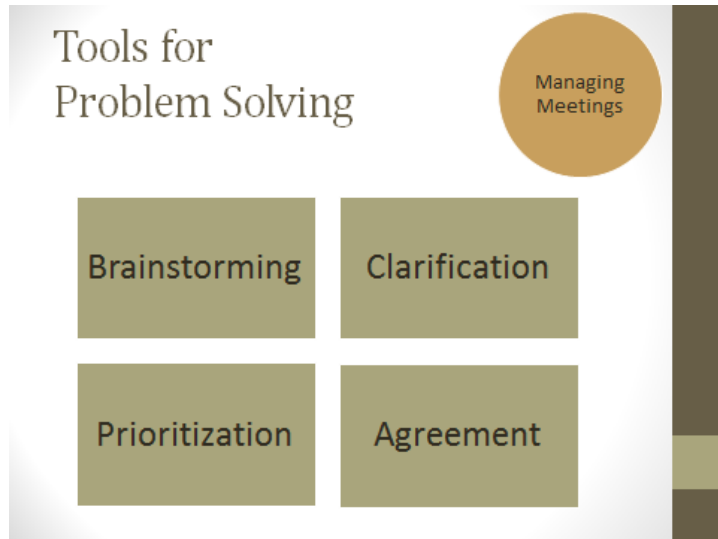 Tools for
Problem Solving
Managing
Meetings
Brainstorming
Clarification
Prioritization
Agreement